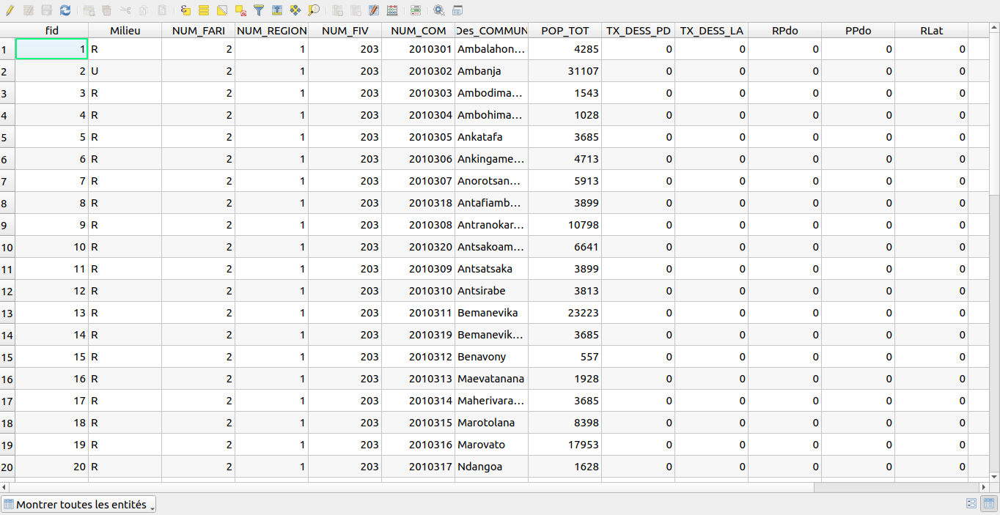 fid Milieu NUM_FARI NUM_REGION NUM_FIV NUM_COM Des_COMMUN POP_TOT TX_DESS_PD TX_DESS_LA RPdo PPdo RLat
1 1 R 2 1 203 2010301 Ambalahon... 4285 0 0 0 0 0
2 2 U 2 1 203 2010302 Ambanja 31107 0 0 0 0 0
3 3 R 2 1 203 2010303 Ambodima... 1543 0 0 0 0 0
4 4 R 2 1 203 2010304 Ambohima... 1028 0 0 0 0 0
5 5 R 2 1 203 2010305 Ankatafa 3685 0 0 0 0 0
6 6 R 2 1 203 2010306 Ankingame... 4713 0 0 0 0 0
7 7 R 2 1 203 2010307 Anorotsan... 5913 0 0 0 0 0
8 8 R 2 1 203 2010318 Antafiamb... 3899 0 0 0 0 0
9 9 R 2 1 203 2010308 Antranokar... 10798 0 0 0 0 0
10 10 R 2 1 203 2010320 Antsakoam... 6641 0 0 0 0 0
11 11 R 2 1 203 2010309 Antsatsaka 3899 0 0 0 0 0
12 12 R 2 1 203 2010310 Antsirabe 3813 0 0 0 0 0
13 13 R 2 1 203 2010311 Bemanevika 23223 0 0 0 0 0
14 14 R 2 1 203 2010319 Bemanevik... 3685 0 0 0 0 0
15 15 R 2 1 203 2010312 Benavony 557 0 0 0 0 0
16 16 R 2 1 203 2010313 Maevatanana 1928 0 0 0 0 0
17 17 R 2 1 203 2010314 Maherivara... 3685 0 0 0 0 0
18 18 R 2 1 203 2010315 Marotolana 8398 0 0 0 0 0
19 19 R 2 1 203 2010316 Marovato 17953 0 0 0 0 0
20 20 R 2 1 203 2010317 Ndangoa 1628 0 0 0 0 0
Montrer toutes les entités